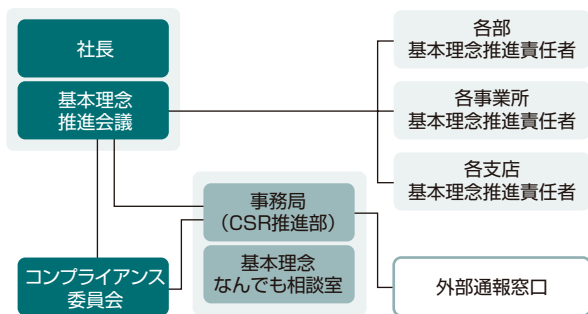 社長
基本理念
推進会議
各部
基本理念推進責任者
各事業所
基本理念推進責任者
各支店
基本理念推進責任者
事務局
（CSR推進部）
基本理念
なんでも相談室
コンプライアンス
委員会
外部通報窓口